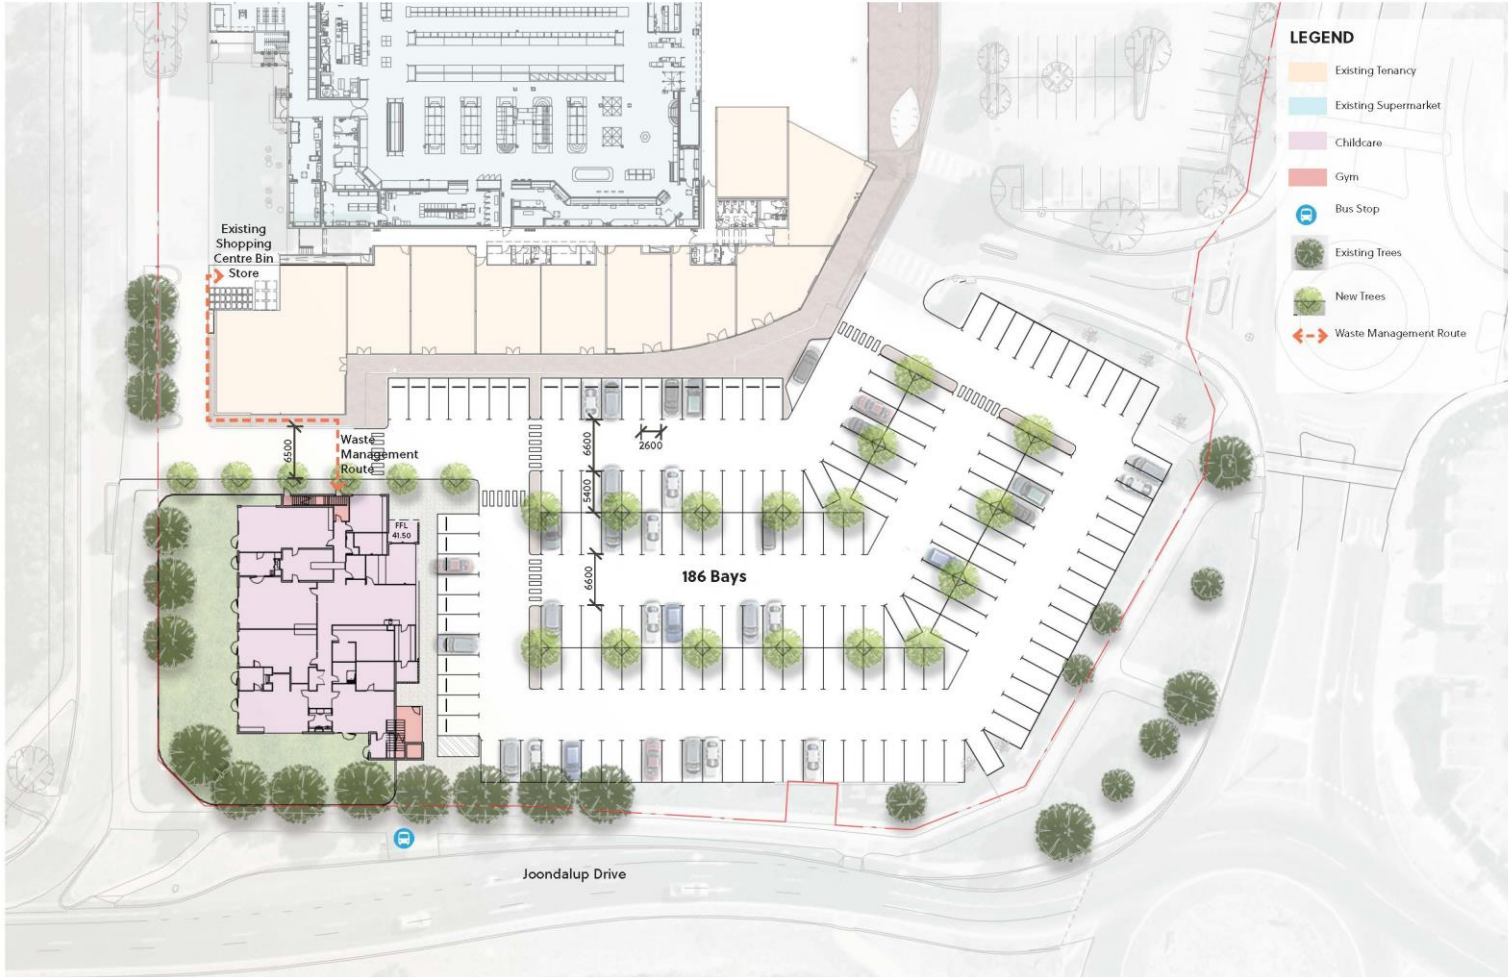 LEGEND
Existing Tenancy
Existing Supermarket
Childcare
Gym
Bus Stop
Existing Trees
New Trees
Waste Management Route
Existing
Shopping
Centre Bin
Store
6500
Waste
Management
Route
6600
2600
5400
FFL
41.50
6600
186 Bays
Joondalup Drive